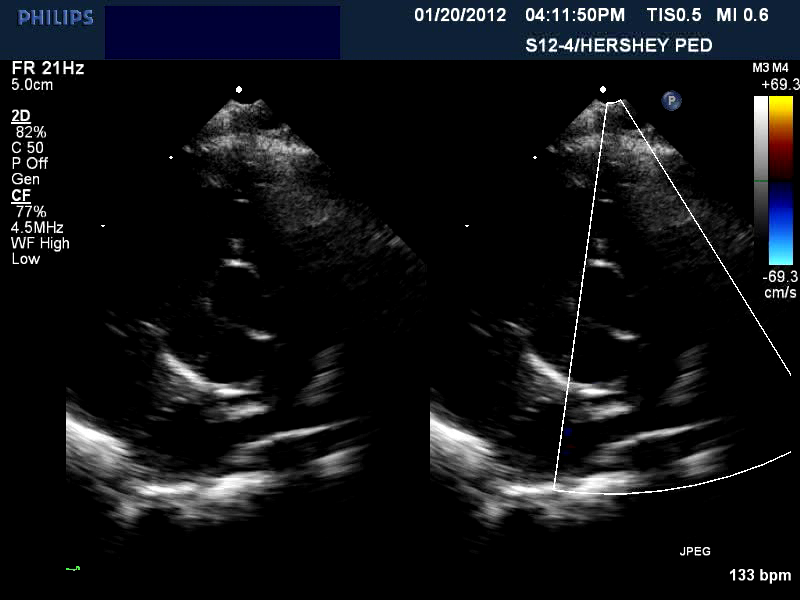 PHILIPS
01/20/2012 04:11:50PM TIS0.5 MI 0.6
S12-4/HERSHEY PED
FR 21Hz
5.0cm
2D
82%
C 50
P Off
Gen
CF
77%
4.5MHz
WF High
Low
P
M3 M4
+69.3
-69.3
cm/s
JPEG
133 bpm